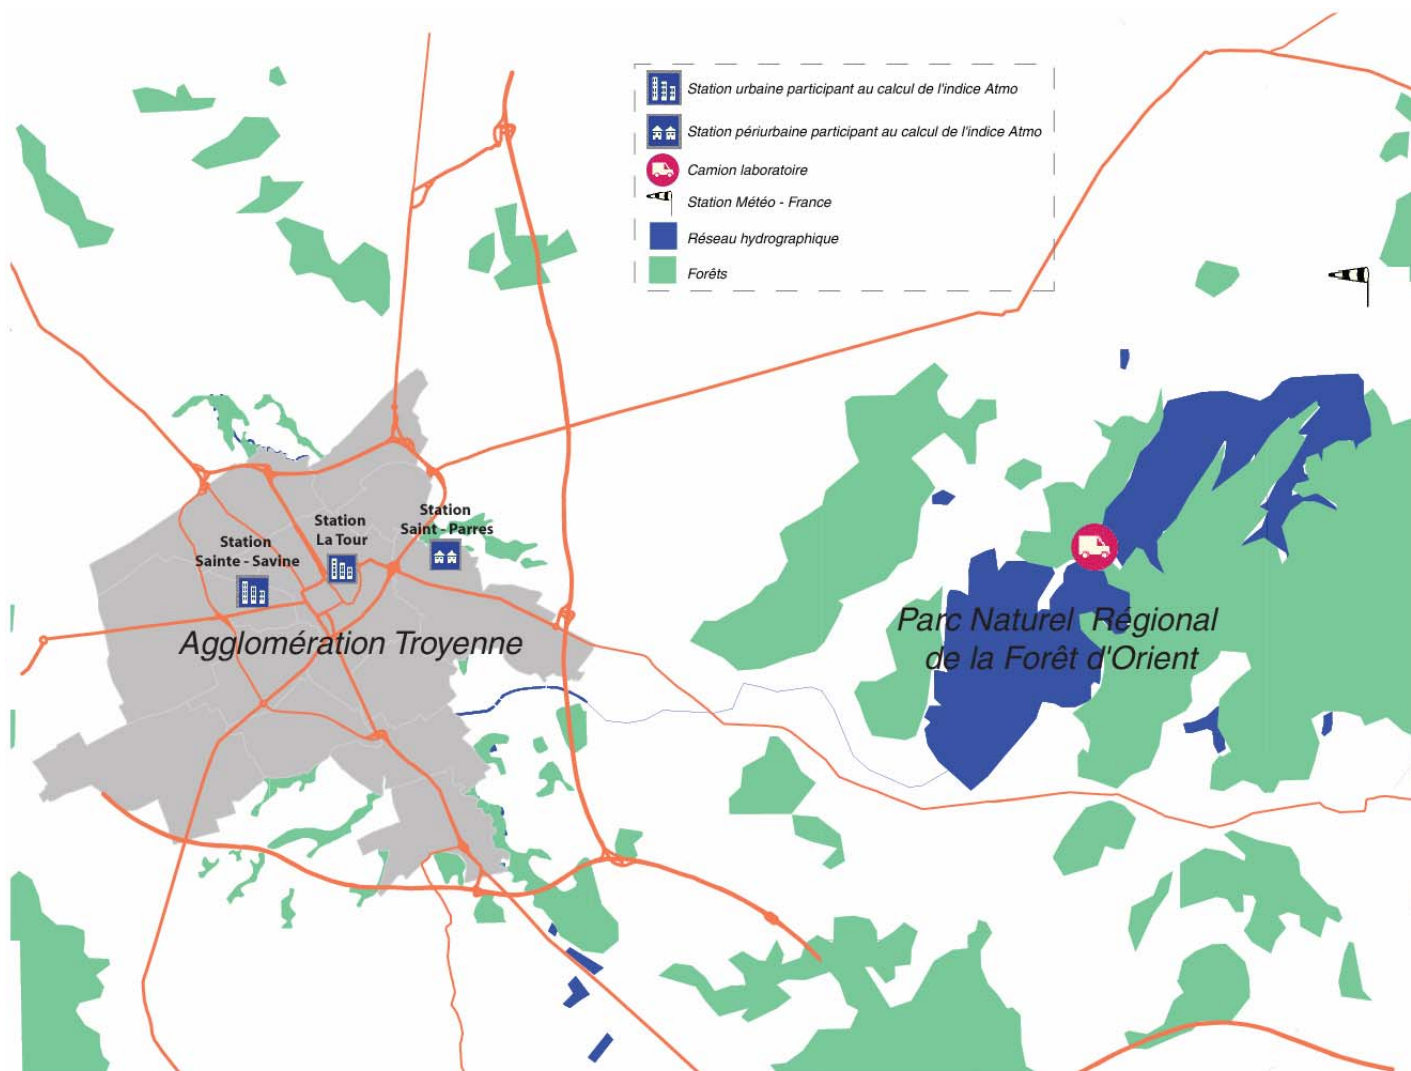 Station urbaine participant au calcul de l'indice Atmo
Station périurbaine participant au calcul de l'indice Atmo
Camion laboratoire
Station Météo - France
Réseau hydrographique
Forêts
Station
Saint - Parres
Station
La Tour
Station
Sainte - Savine
Agglomération Troyenne
Parc Naturel Régional
de la Forêt d'Orient